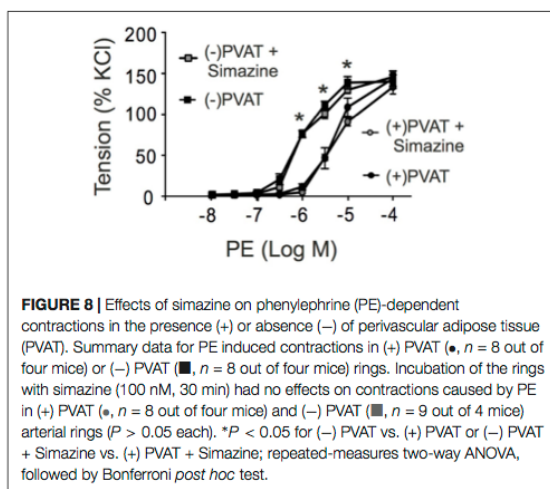 200
150
100
50
0
Tension (% KCl)
(-)PVAT +
Simazine
(-)PVAT
* * *
(+)PVAT +
Simazine
(+)PVAT
-8 -7 -6 -5 -4
PE (Log M)
FIGURE 8 | Effects of simazine on phenylephrine (PE)-dependent
contractions in the presence (+) or absence (−) of perivascular adipose tissue
(PVAT). Summary data for PE induced contractions in (+) PVAT (●, n = 8 out of
four mice) or (−) PVAT (■, n = 8 out of four mice) rings. Incubation of the rings
with simazine (100 nM, 30 min) had no effects on contractions caused by PE
in (+) PVAT (●, n = 8 out of four mice) and (−) PVAT (■, n = 9 out of 4 mice)
arterial rings (P > 0.05 each). *P < 0.05 for (−) PVAT vs. (+) PVAT or (−) PVAT
+ Simazine vs. (+) PVAT + Simazine; repeated-measures two-way ANOVA,
followed by Bonferroni post hoc test.